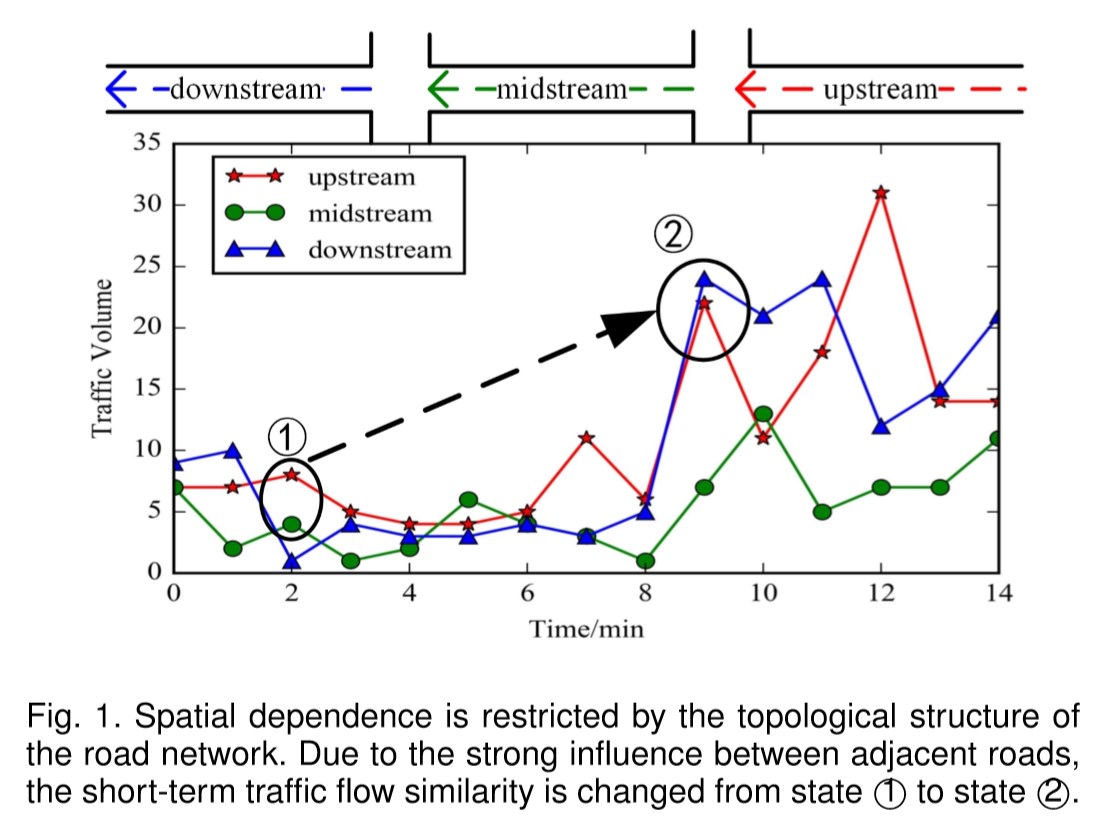 downstream midstream upstream
35
30
25
20
15
10
5
0
Traffic Volume
upstream
midstream
downstream
②
①
0 2 4 6 8 10 12 14
Time/min
Fig. 1. Spatial dependence is restricted by the topological structure of
the road network. Due to the strong influence between adjacent roads,
the short-term traffic flow similarity is changed from state ① to state ②.